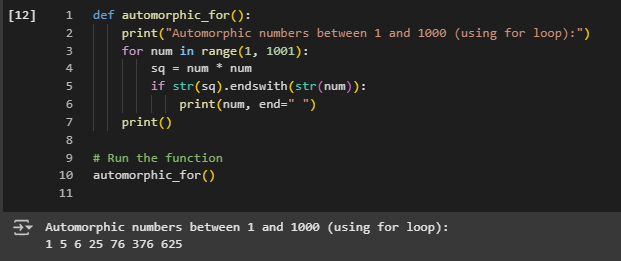 [12] 1 def automorphic_for():
2     print("Automorphic numbers between 1 and 1000 (using for loop):")
3     for num in range(1, 1001):
4         sq = num * num
5         if str(sq).endswith(str(num)):
6             print(num, end=" ")
7     print()
8
9 # Run the function
10 automorphic_for()
11
Automorphic numbers between 1 and 1000 (using for loop):
1 5 6 25 76 376 625